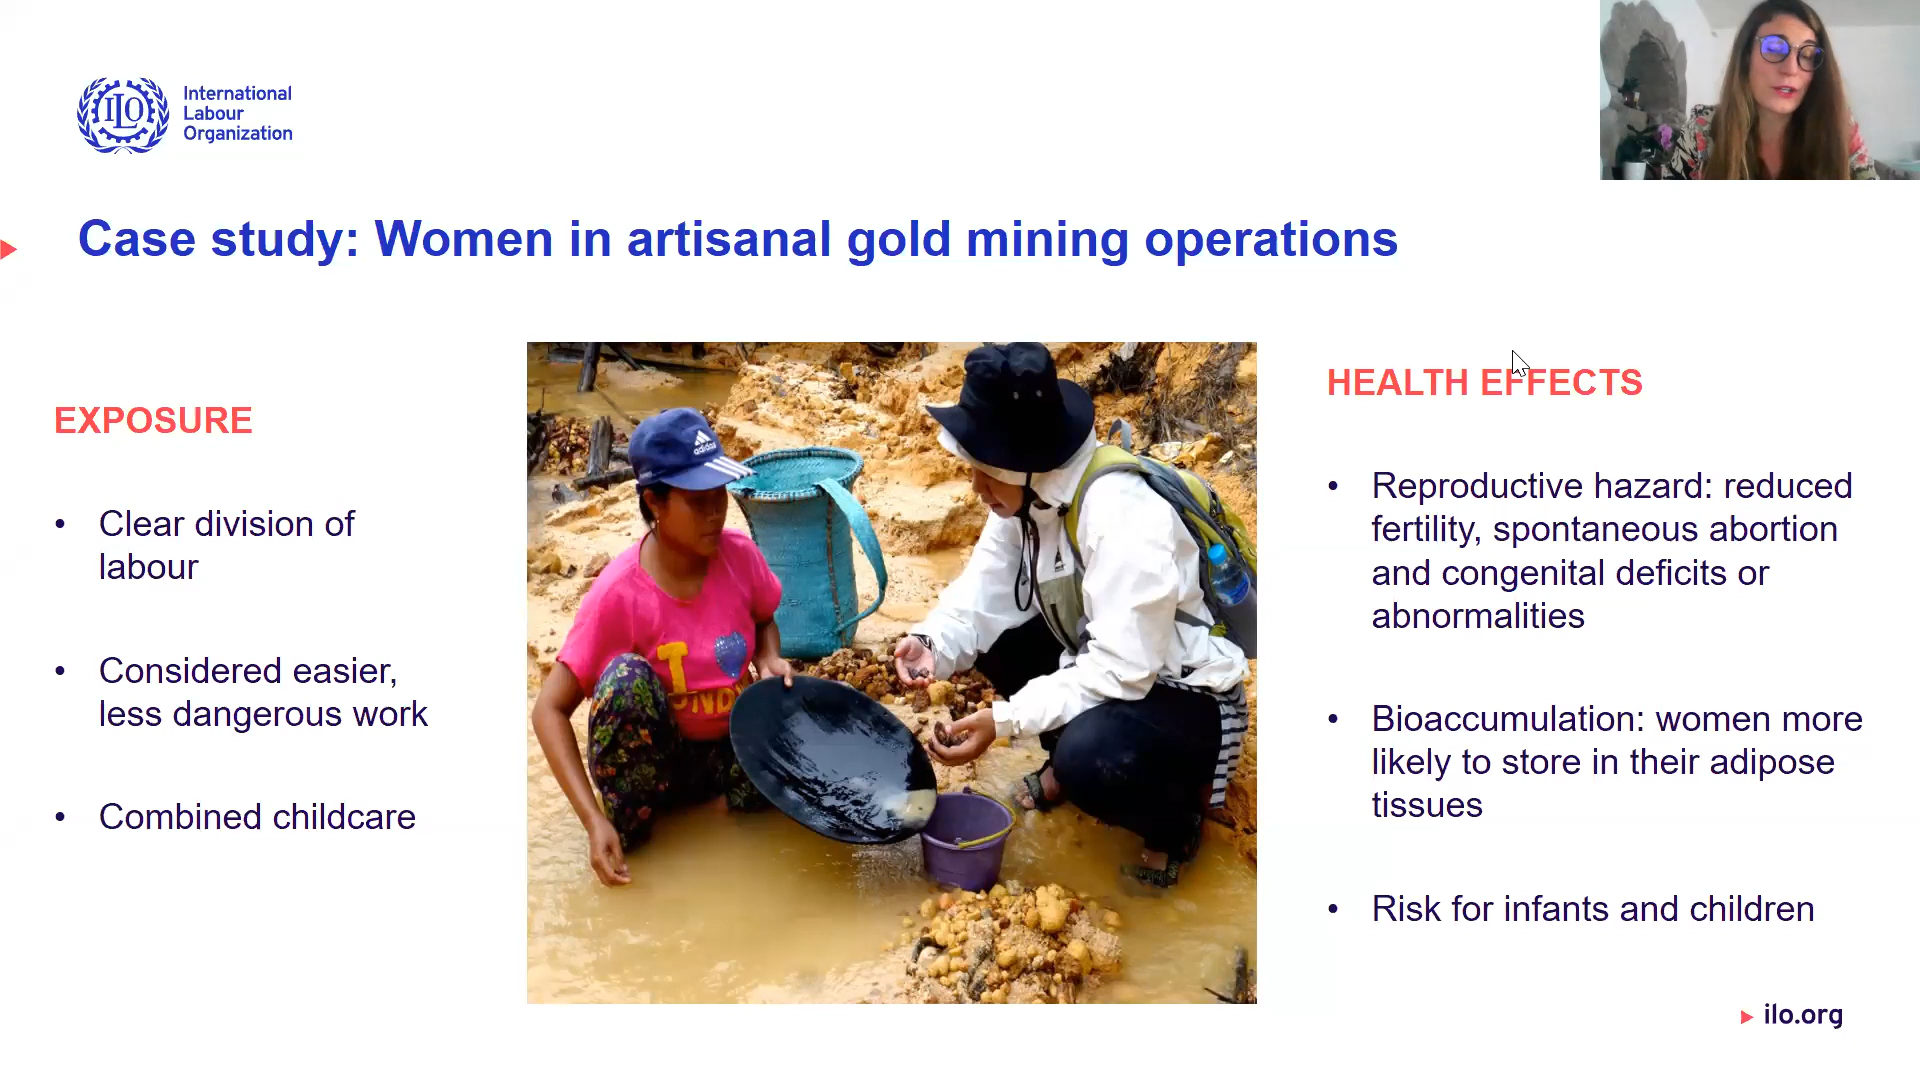 International
Labour
Organization
ILO
Case study: Women in artisanal gold mining operations
EXPOSURE
• Clear division of
labour
• Considered easier,
less dangerous work
• Combined childcare
adidas
I
HEALTH EFFECTS
• Reproductive hazard: reduced
fertility, spontaneous abortion
and congenital deficits or
abnormalities
• Bioaccumulation: women more
likely to store in their adipose
tissues
• Risk for infants and children
ilo.org